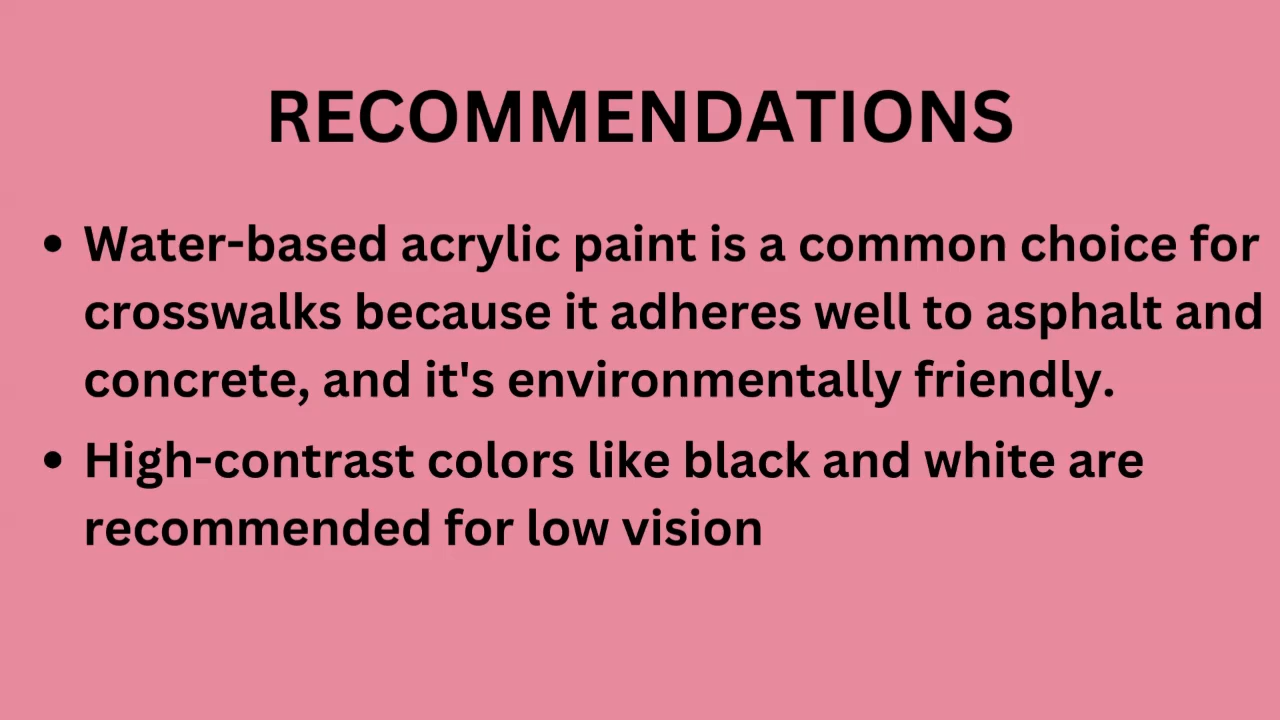 RECOMMENDATIONS
• Water-based acrylic paint is a common choice for
crosswalks because it adheres well to asphalt and
concrete, and it's environmentally friendly.
• High-contrast colors like black and white are
recommended for low vision